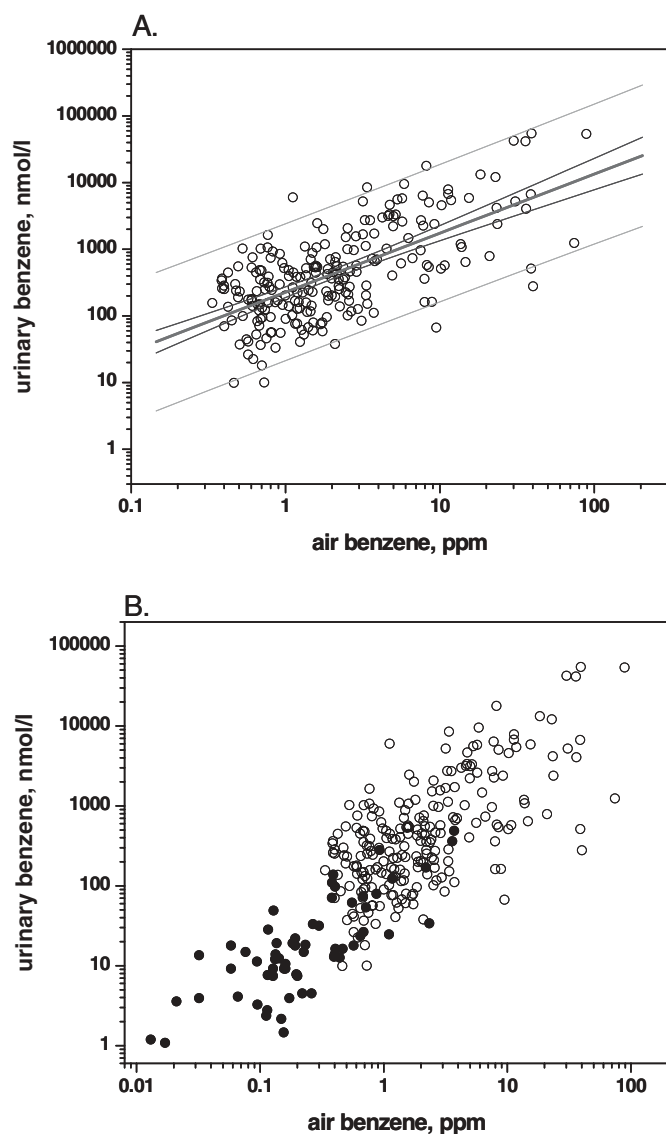 A.
1000000
100000
10000
1000
100
10
1
urinary benzene, nmol/l
0.1 1 10 100
air benzene, ppm
B.
100000
10000
1000
100
10
1
urinary benzene, nmol/l
0.01 0.1 1 10 100
air benzene, ppm